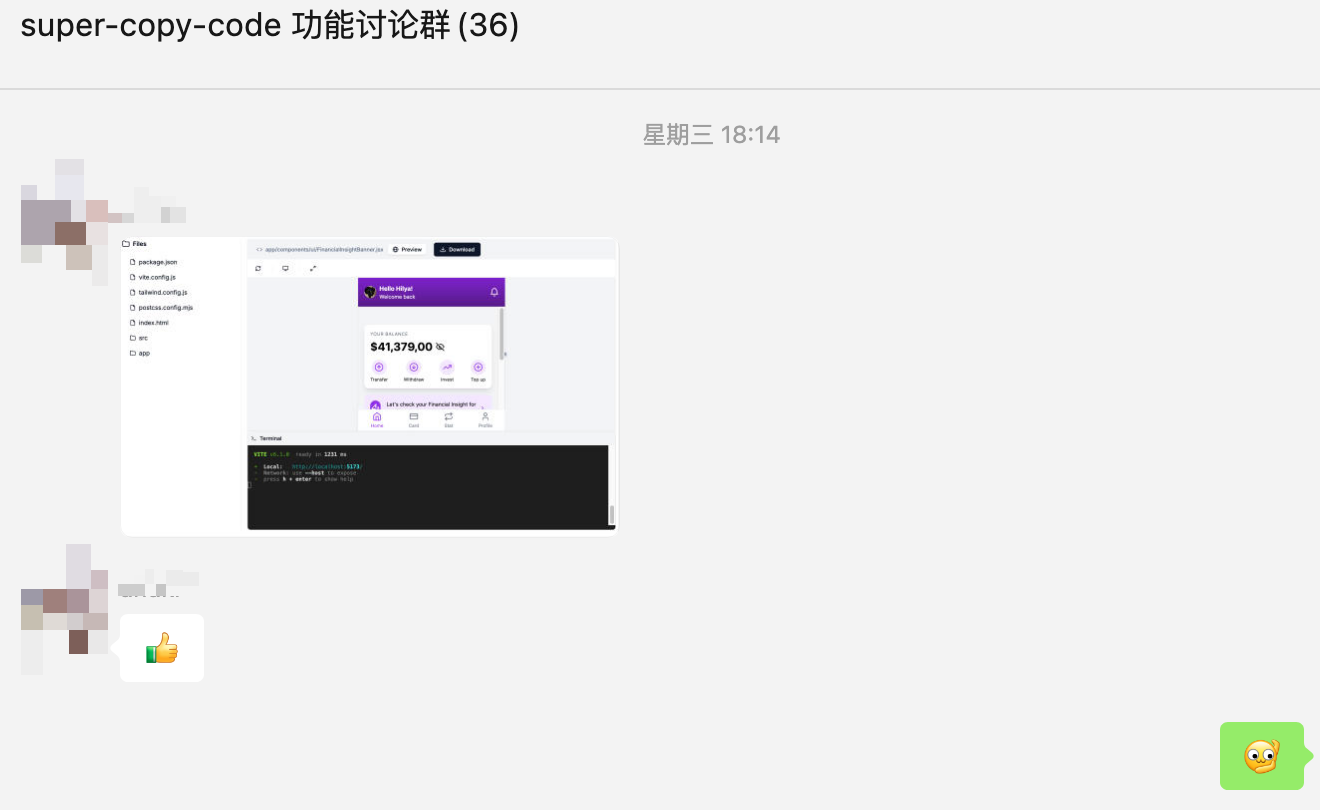 super-copy-code 功能讨论群(36)
星期三 18:14
Files
<> app/components/ui/FinancialInsightBanner.jsx Preview Download
package.json
vite.config.js
tailwind.config.js
postcss.config.mjs
index.html
src
app
Hello Hilya!
Welcome back
YOUR BALANCE
$41,379,00
Transfer Withdraw Invest Top up
Let's check your Financial Insight for
Home Card Profile
Terminal
VITE ready in 1231 ms
Local: http://localhost:5173/
Network: use --host to expose
press h + enter to show help